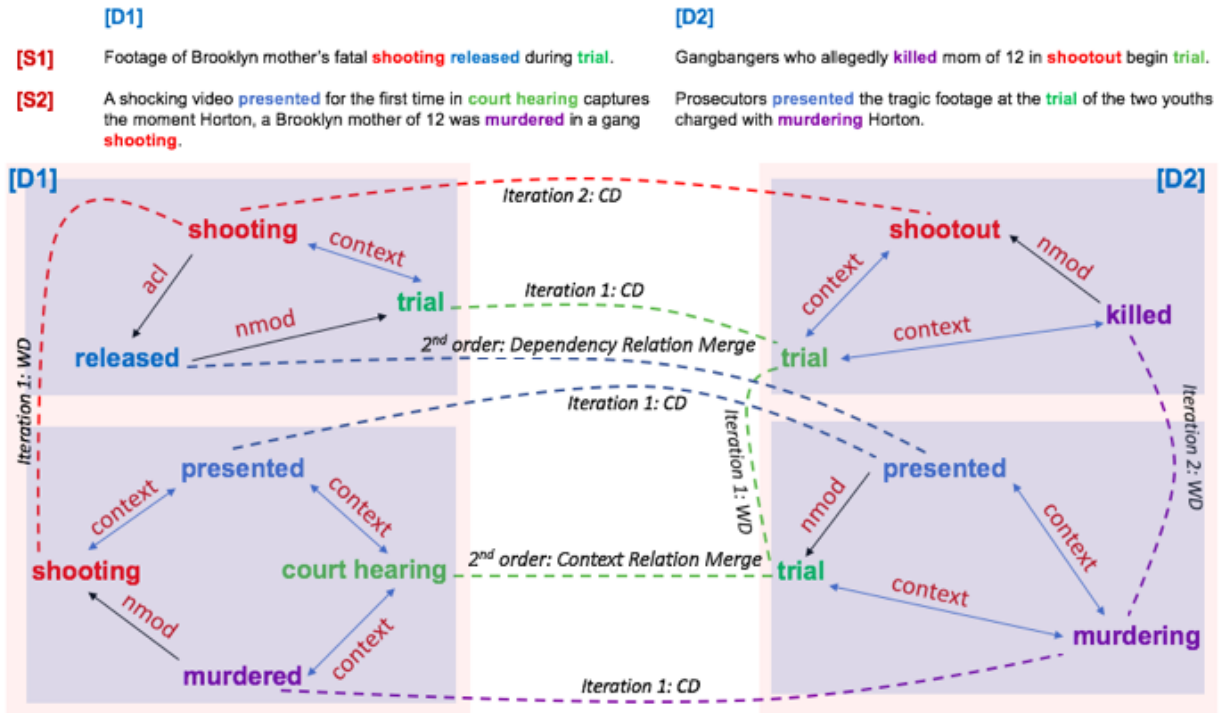 [D1]
[D2]
[S1]
Footage of Brooklyn mother's fatal shooting released during trial.
Gangbangers who allegedly killed mom of 12 in shootout begin trial.
[S2]
A shocking video presented for the first time in court hearing captures
the moment Horton, a Brooklyn mother of 12 was murdered in a gang
shooting.
Prosecutors presented the tragic footage at the trial of the two youths
charged with murdering Horton.
[D1]
[D2]
Iteration 2: CD
shooting
context
acl
trial
nmod
released
Iteration 1: WD
shootout
nmod
context
killed
context
trial
Iteration 1: CD
2nd order: Dependency Relation Merge
Iteration 1: CD
Iteration 1: WD
Iteration 2: WD
presented
context
context
shooting
court hearing
nmod
context
murdered
presented
nmod
context
2nd order: Context Relation Merge
trial
context
murdering
Iteration 1: CD